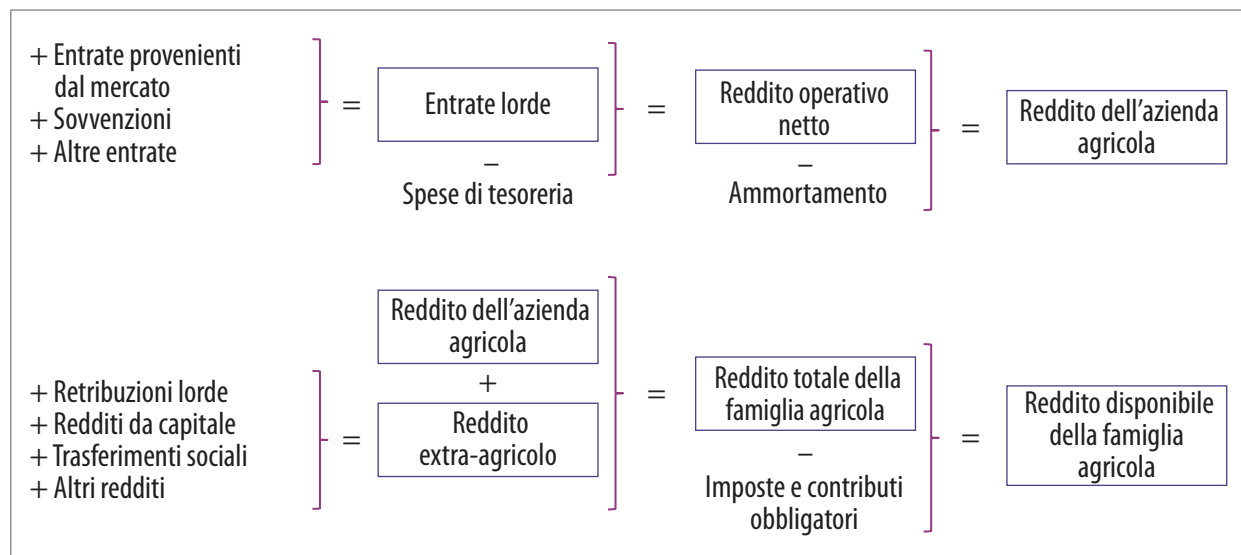 + Entrate provenienti
dal mercato
+ Sovvenzioni
+ Altre entrate
=
Entrate lorde
–
Spese di tesoreria
=
Reddito operativo
netto
–
Ammortamento
=
Reddito dell’azienda
agricola
+ Retribuzioni lorde
+ Redditi da capitale
+ Trasferimenti sociali
+ Altri redditi
=
Reddito dell’azienda
agricola
+
Reddito
extra-agricolo
=
Reddito totale della
famiglia agricola
–
Imposte e contributi
obbligatori
=
Reddito disponibile
della famiglia
agricola